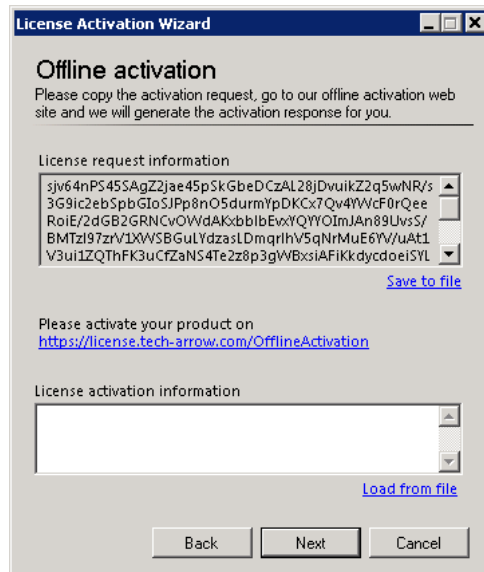 License Activation Wizard
Offline activation
Please copy the activation request, go to our offline activation web
site and we will generate the activation response for you.
License request information
sjv64nPS45SAgZ2jae45pSkGbeDCzAL28jDvuikZ2q5wNR/s
3G9ic2ebSpbGIoSJPp8nO5durmYpDKCx7Qv4YWcF0rQee
RoiE/2dGB2GRNCvOWdAKxbbIbEvxYQYYOImJAn89UvsS/
BMTzl97zrV1XWSBGuLYdzasLDmqrlhV5qNrMuE6YV/uAt1
V3ui1ZQThFK3uCfZaNS4Te2z8p3gWBxsiAFiKkdycdoeiSYL
Save to file
Please activate your product on
https://license.tech-arrow.com/OfflineActivation
License activation information
Load from file
Back
Next
Cancel